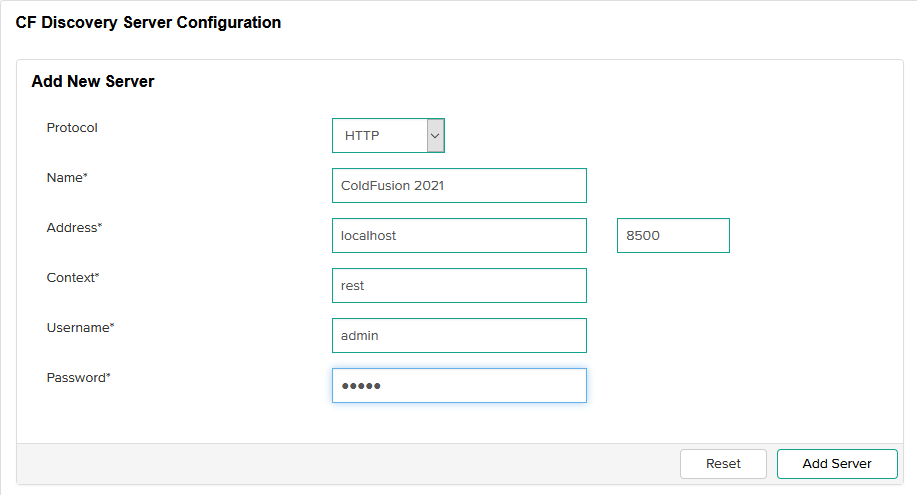 CF Discovery Server Configuration
Add New Server
Protocol HTTP
Name* ColdFusion 2021
Address* localhost 8500
Context* rest
Username* admin
Password* •••••
Reset Add Server